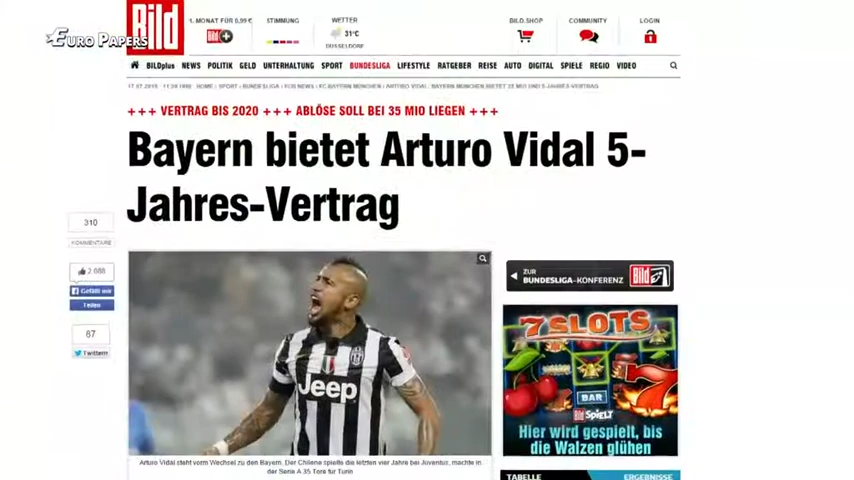 EURO PAPERS
Bild
1. MONAT FÜR 0,99 €
STIMMUNG
WETTER
BILD.SHOP
COMMUNITY
LOGIN
Bild
31°C
DÜSSELDORF
BILDplus NEWS POLITIK GELD UNTERHALTUNG SPORT BUNDESLIGA LIFESTYLE RATGEBER REISE AUTO DIGITAL SPIELE REGIO VIDEO
+++ VERTRAG BIS 2020 +++ ABLÖSE SOLL BEI 35 MIO LIEGEN +++
Bayern bietet Arturo Vidal 5-
Jahres-Vertrag
310
KOMMENTARE
Gefällt wir
Teilen
67
Twittern
Jeep
Arturo Vidal steht vorm Wechsel zu den Bayern. Der Chilene spielte die letzten vier Jahre bei Juventus, machte in
der Serie A 35 Tore für Turin
ZUR
BUNDESLIGA-KONFERENZ
Bild
7 SLOTS
BAR
7
Bild SPIELT
Hier wird gespielt, bis
die Walzen glühen
TABELLE
ERGEBNISSE